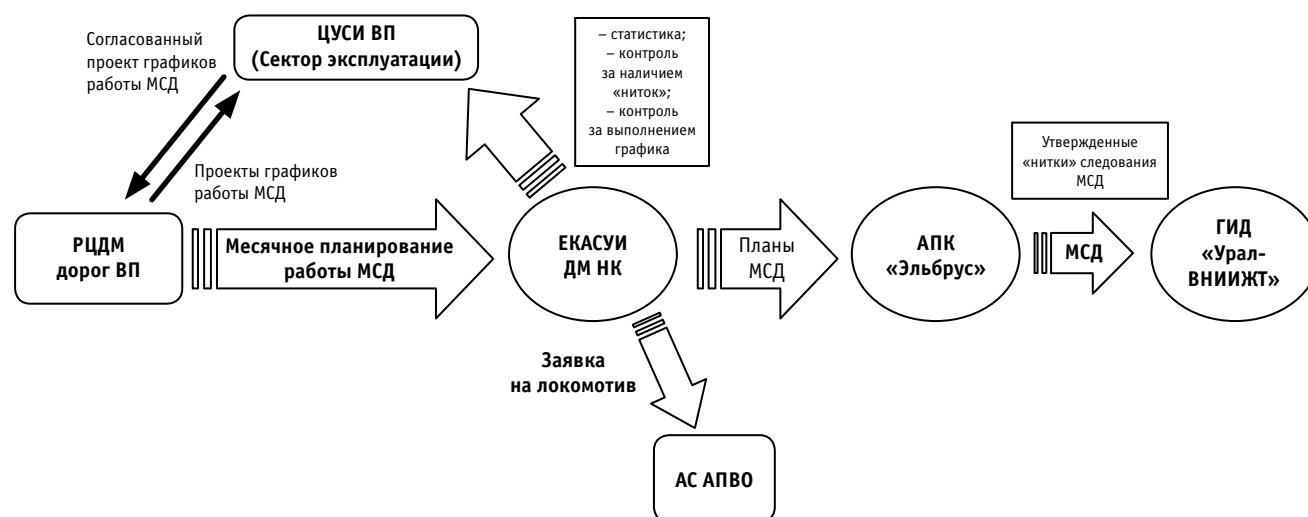 Согласованный
проект графиков
работы МСД
ЦУСИ ВП
(Сектор эксплуатации)
– статистика;
– контроль
за наличием
«ниток»;
– контроль
за выполнением
графика
Утвержденные
«нитки» следования
МСД
Проекты графиков
работы МСД
РЦДМ
дорог ВП
Месячное планирование
работы МСД
ЕКАСУИ
ДМ НК
Планы
МСД
АПК
«Эльбрус»
МСД
ГИД
«Урал-
ВНИИЖТ»
Заявка
на локомотив
АС АПВО